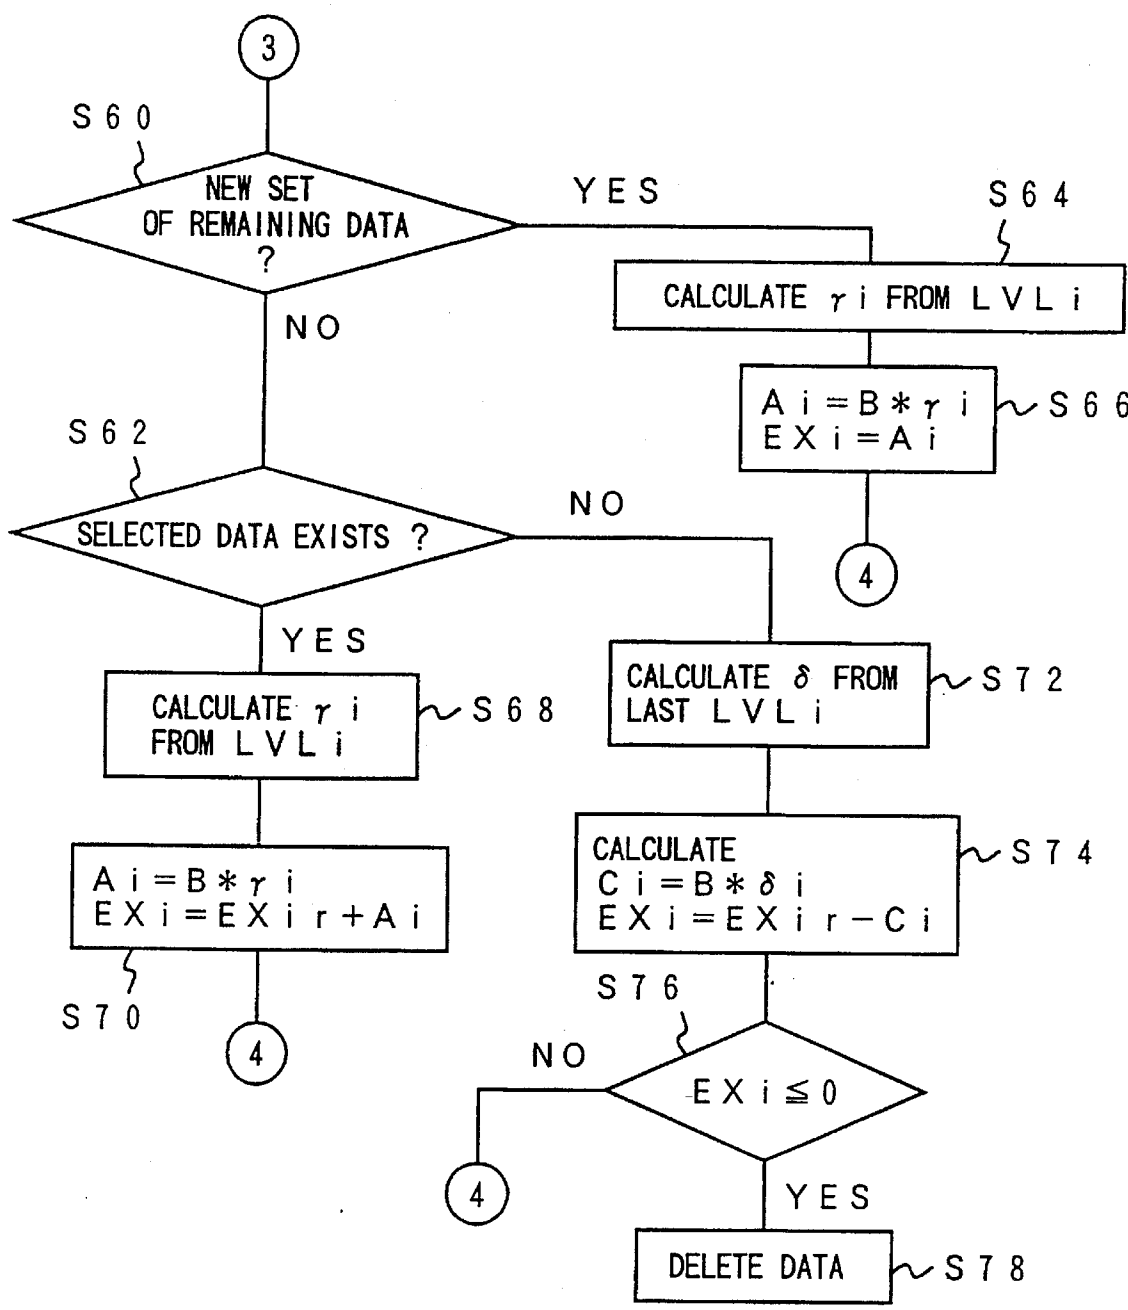 3
S60
NEW SET
OF REMAINING DATA
?
YES
NO
S64
CALCULATE γi FROM LVLi
Ai=B*γi
EXi=Ai
S66
4
S62
SELECTED DATA EXISTS ?
NO
YES
CALCULATE γi
FROM LVLi
S68
Ai=B*γi
EXi=EXir+Ai
S70
4
CALCULATE δ FROM
LAST LVLi
S72
CALCULATE
Ci=B*δi
EXi=EXir-Ci
S74
S76
EXi≦0
NO
4
YES
DELETE DATA
S78